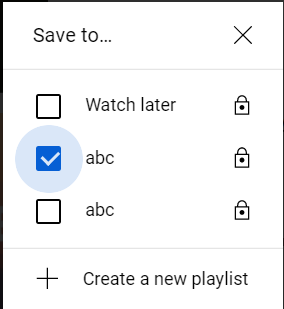 Save to...
Watch later
abc
abc
Create a new playlist